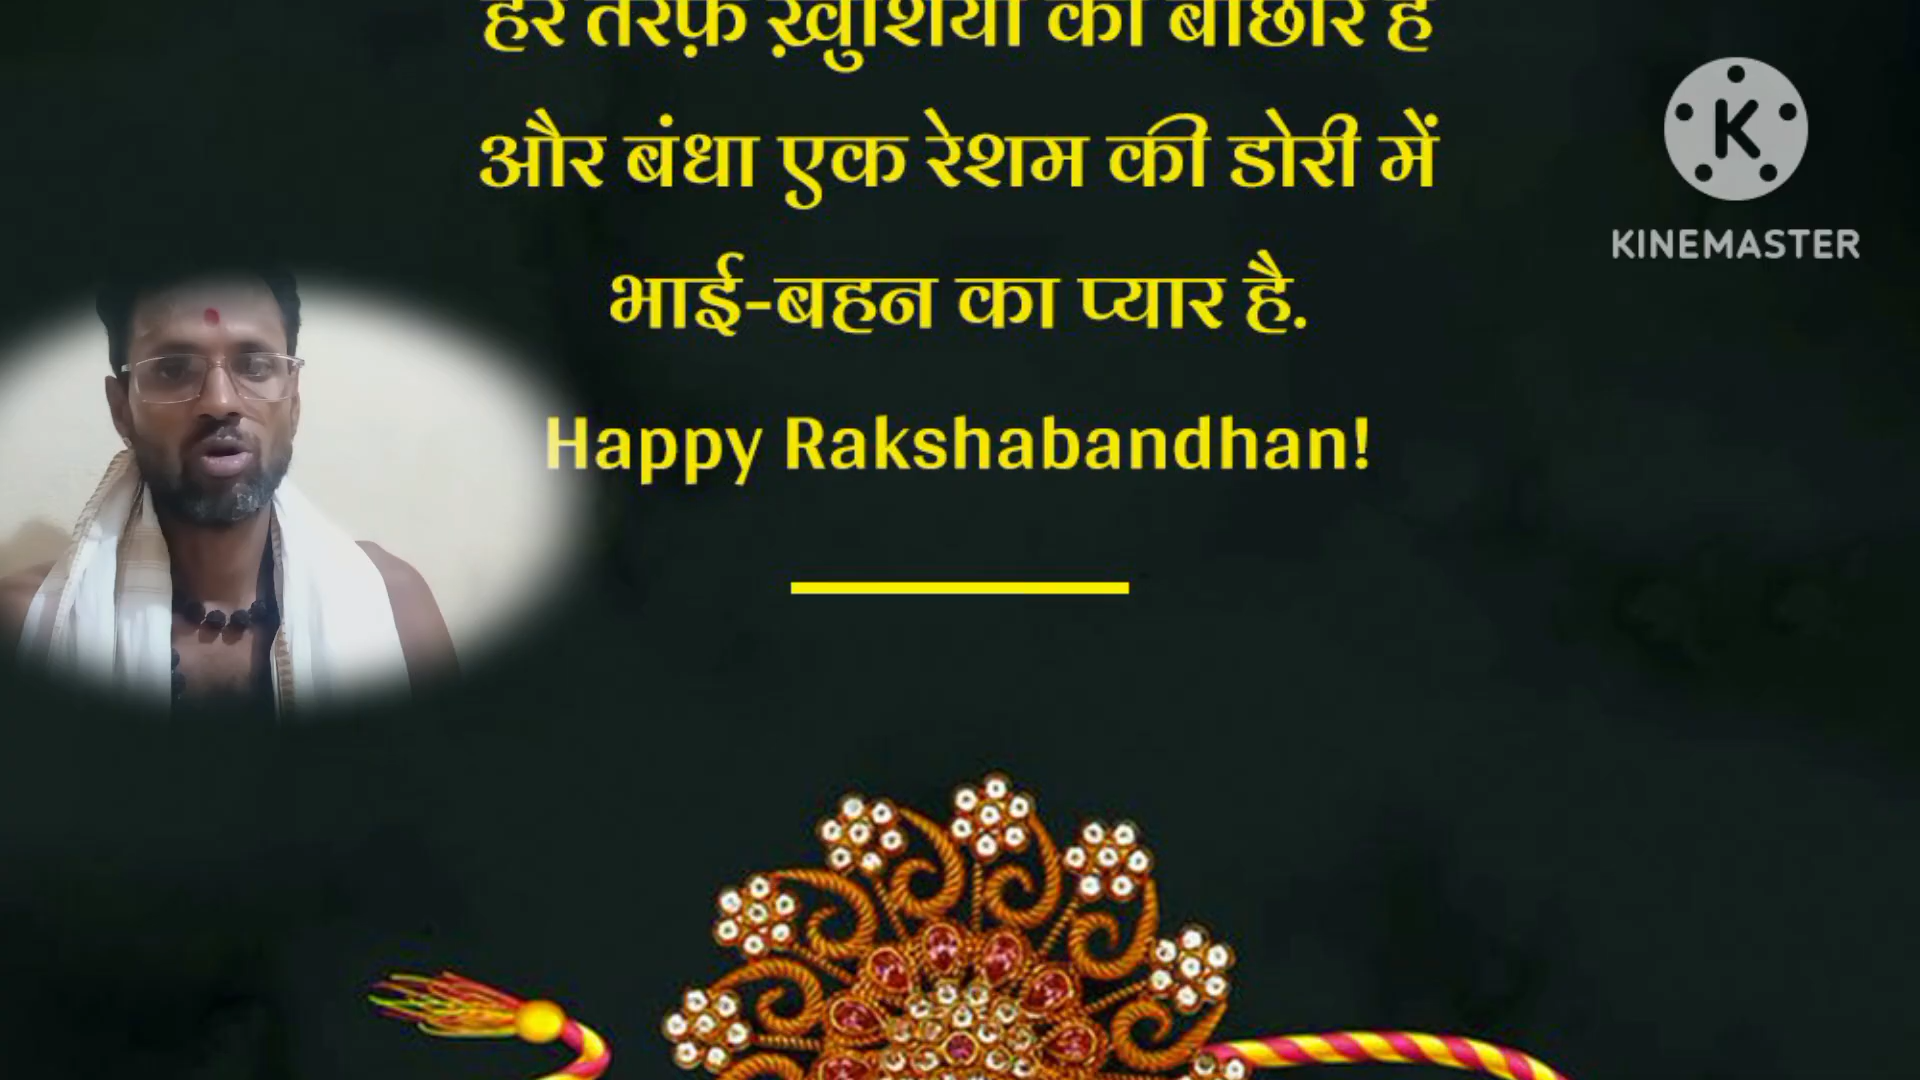 हर तरफ़ ख़ुशियों की बौछार है
और बंधा एक रेशम की डोरी में
भाई-बहन का प्यार है.
Happy Rakshabandhan!
K
KINEMASTER